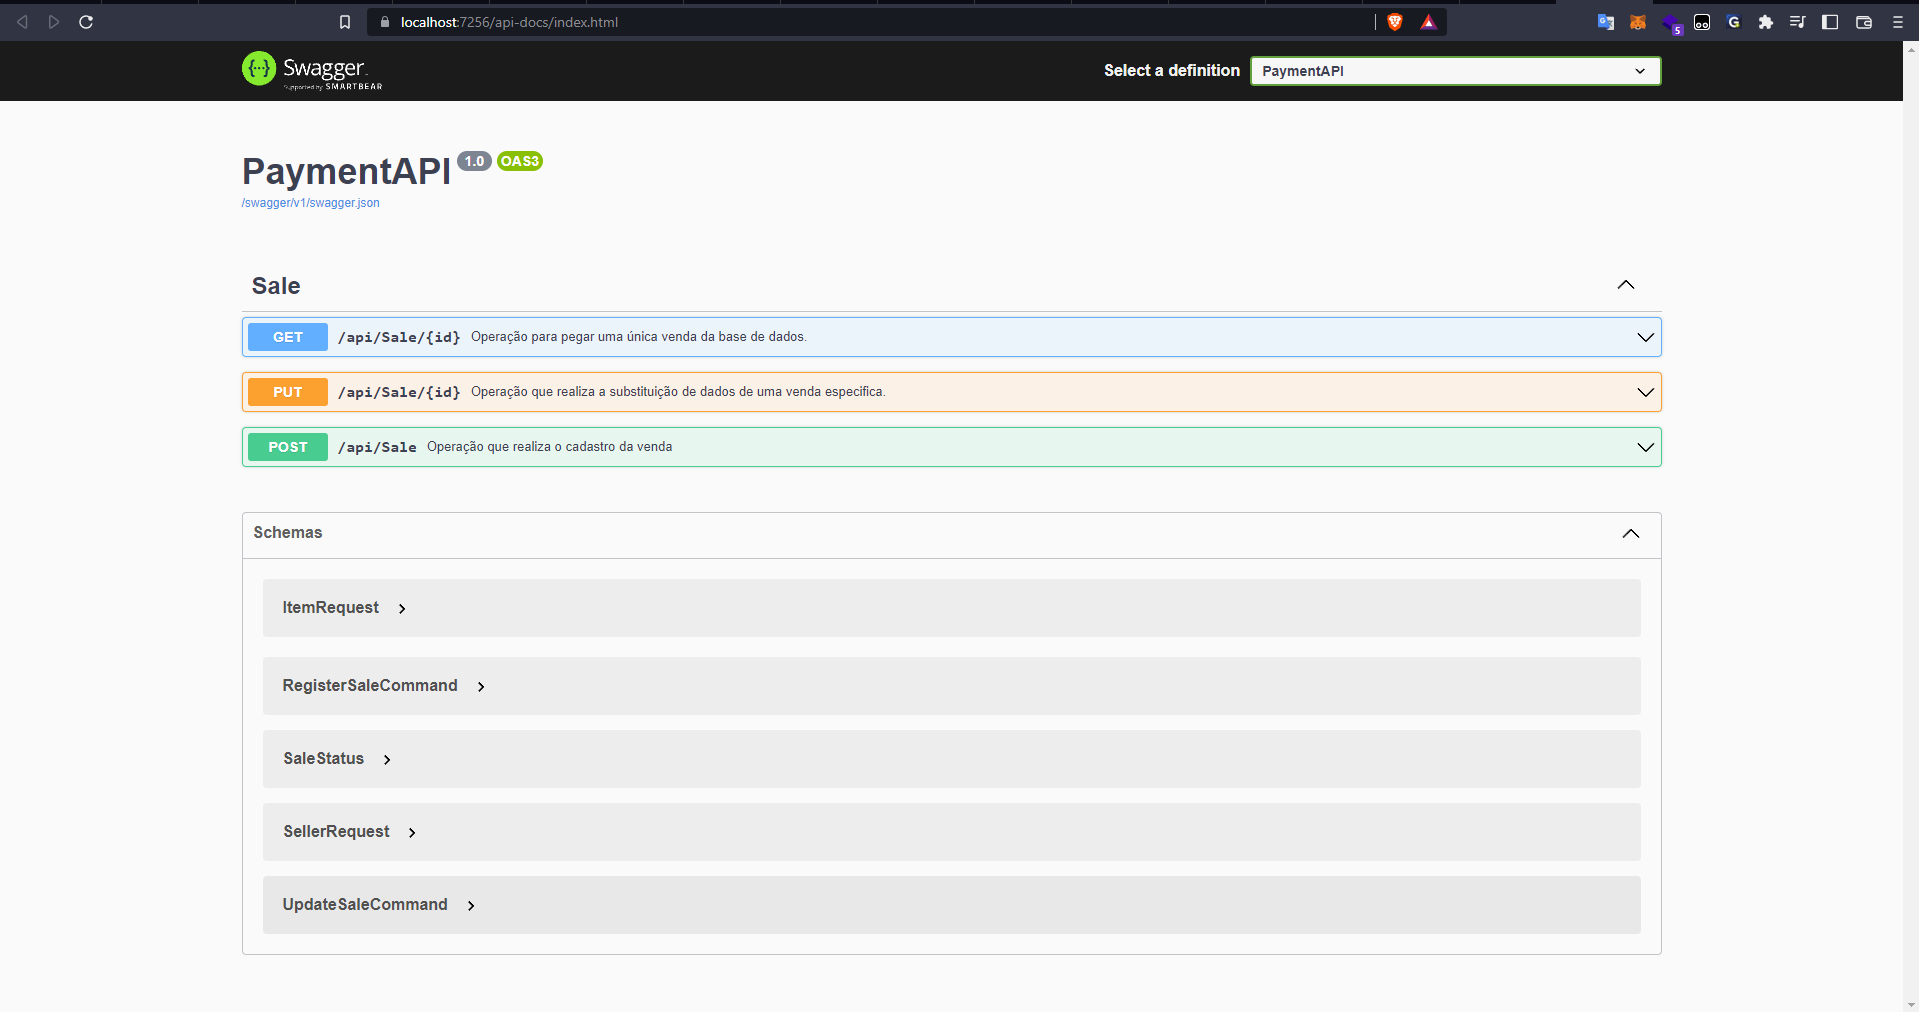 localhost:7256/api-docs/index.html
5
Swagger
Supported by SMARTBEAR
Select a definition
PaymentAPI
PaymentAPI 1.0 OAS3
/swagger/v1/swagger.json
Sale
GET /api/Sale/{id} Operação para pegar uma única venda da base de dados.
PUT /api/Sale/{id} Operação que realiza a substituição de dados de uma venda especifica.
POST /api/Sale Operação que realiza o cadastro da venda
Schemas
ItemRequest
RegisterSaleCommand
SaleStatus
SellerRequest
UpdateSaleCommand